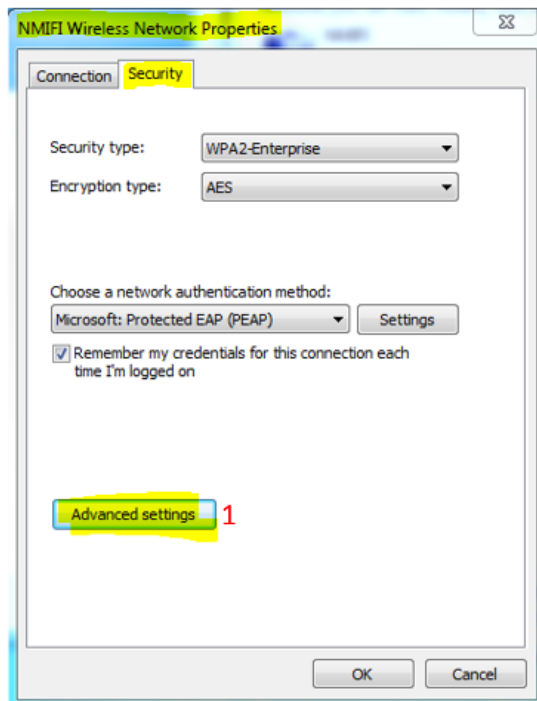 NMIFI Wireless Network Properties
Connection Security
Security type: WPA2-Enterprise
Encryption type: AES
Choose a network authentication method:
Microsoft: Protected EAP (PEAP) Settings
Remember my credentials for this connection each
time I'm logged on
Advanced settings 1
OK Cancel